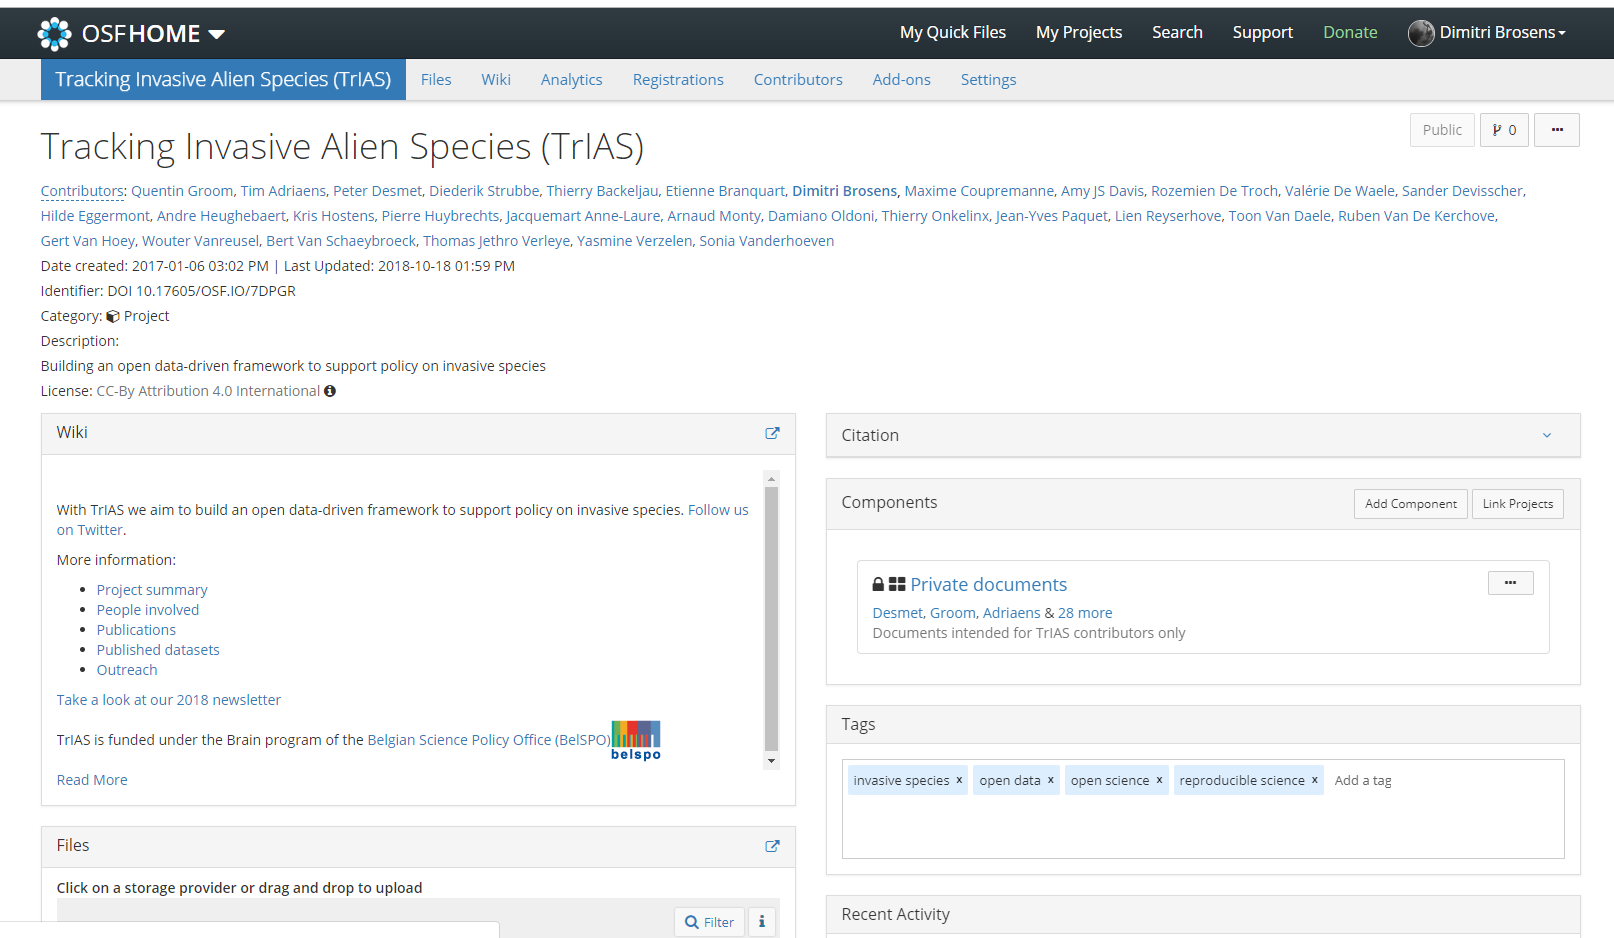 OSFHOME
My Quick Files
My Projects
Search
Support
Donate
Dimitri Brosens
Tracking Invasive Alien Species (TrIAS)
Files
Wiki
Analytics
Registrations
Contributors
Add-ons
Settings
Tracking Invasive Alien Species (TrIAS)
Public
0
Contributors: Quentin Groom, Tim Adriaens, Peter Desmet, Diederik Strubbe, Thierry Backeljau, Etienne Branquart, Dimitri Brosens, Maxime Coupremanne, Amy JS Davis, Rozemien De Troch, Valérie De Waele, Sander Devisscher,
Hilde Eggermont, Andre Heughebaert, Kris Hostens, Pierre Huybrechts, Jacquemart Anne-Laure, Arnaud Monty, Damiano Oldoni, Thierry Onkelinx, Jean-Yves Paquet, Lien Reyserhove, Toon Van Daele, Ruben Van De Kerchove,
Gert Van Hoey, Wouter Vanreusel, Bert Van Schaeybroeck, Thomas Jethro Verleye, Yasmine Verzelen, Sonia Vanderhoeven
Date created: 2017-01-06 03:02 PM | Last Updated: 2018-10-18 01:59 PM
Identifier: DOI 10.17605/OSF.IO/7DPGR
Category: Project
Description:
Building an open data-driven framework to support policy on invasive species
License: CC-By Attribution 4.0 International
Wiki
With TrIAS we aim to build an open data-driven framework to support policy on invasive species. Follow us
on Twitter.
More information:
Project summary
People involved
Publications
Published datasets
Outreach
Take a look at our 2018 newsletter
TrIAS is funded under the Brain program of the Belgian Science Policy Office (BelSPO)
belspo
Read More
Files
Click on a storage provider or drag and drop to upload
Filter
Citation
Components
Add Component
Link Projects
Private documents
Desmet, Groom, Adriaens & 28 more
Documents intended for TrIAS contributors only
Tags
invasive species x
open data x
open science x
reproducible science x
Add a tag
Recent Activity